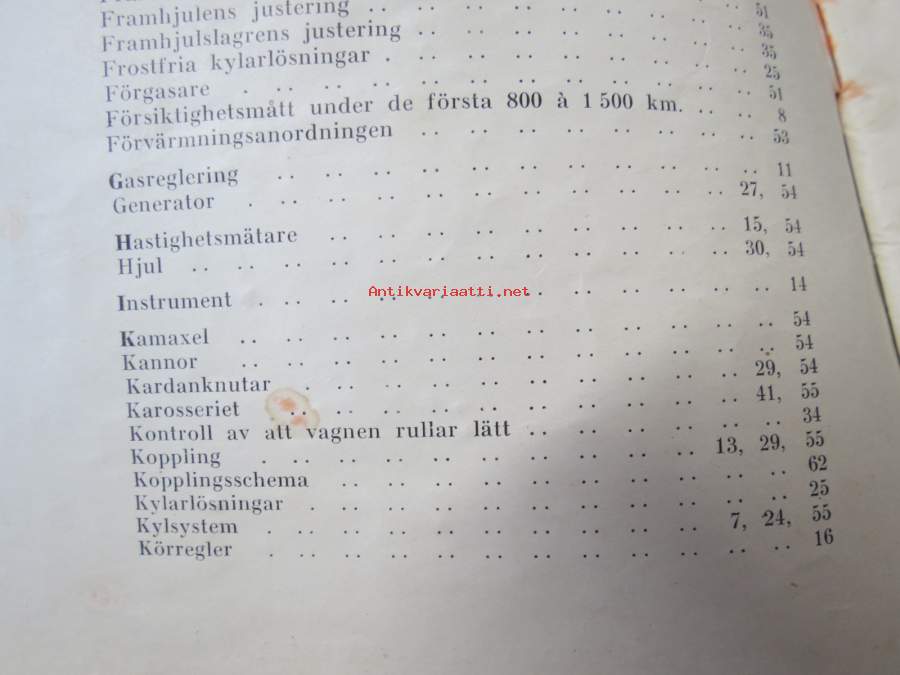 51
Framhjulens justering .. .. .. .. .. .. .. .. 35
Framhjulslagrens justering .. .. .. .. .. .. .. 35
Frostfria kylarlösningar . .. .. .. .. .. .. .. 25
Förgasare . .. .. .. .. .. .. .. .. .. .. 51
Försiktighetsmått under de första 800 à 1 500 km. .. .. 8
Förvärmningsanordningen .. .. .. .. .. .. .. .. 53
Gasreglering .. .. .. .. .. .. .. .. .. .. 11
Generator . .. .. .. .. .. .. .. .. .. 27, 54
Hastighetsmätare .. .. .. .. .. .. .. .. .. 15, 54
Hjul .. .. .. .. .. .. .. .. .. .. .. .. 30, 54
Instrument . .. .. .. .. .. .. .. .. .. .. 14
Antikvariaatti.net
Kamaxel .. .. .. .. .. .. .. .. .. .. .. .. 54
Kannor .. .. .. .. .. .. .. .. .. .. .. .. 54
Kardanknutar . .. .. .. .. .. .. .. .. .. 29, 54
Karosseriet .. .. .. .. .. .. .. .. .. .. 41, 55
Kontroll av att vagnen rullar lätt .. .. .. .. .. .. 34
Koppling . .. .. .. .. .. .. .. .. .. 13, 29, 55
Kopplingsschema .. .. .. .. .. .. .. .. .. .. 62
Kylarlösningar . .. .. .. .. .. .. .. .. .. .. 25
Kylsystem . .. .. .. .. .. .. .. .. .. 7, 24, 55
Körregler . .. .. .. .. .. .. .. .. .. .. .. 16